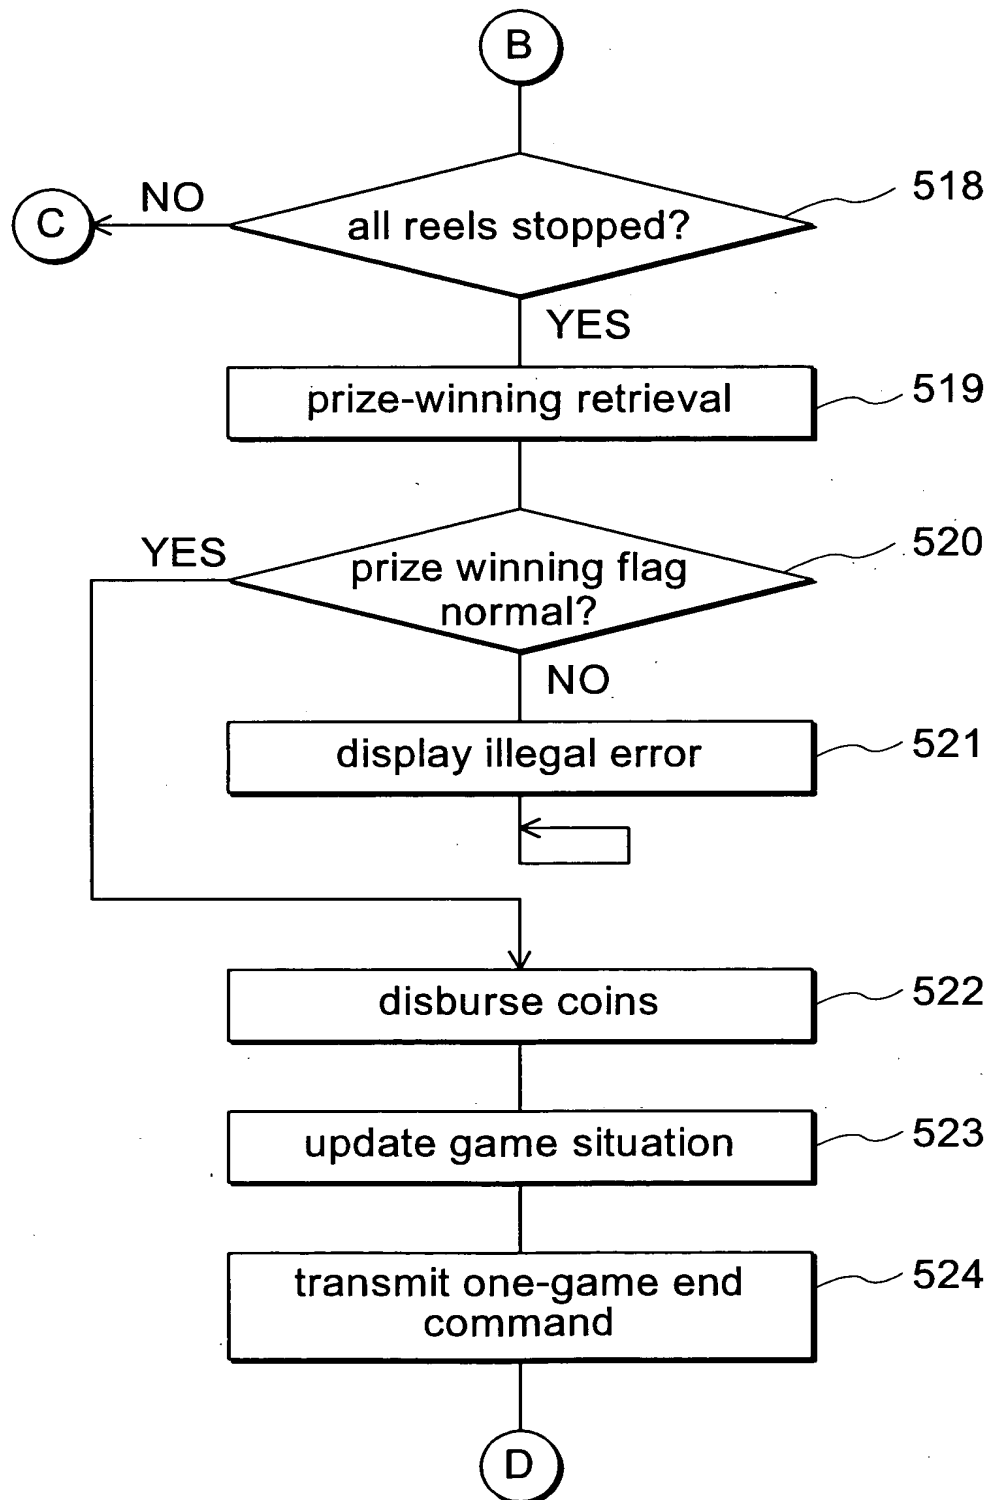 B
518
NO
C
all reels stopped?
YES
519
prize-winning retrieval
520
YES
prize winning flag
normal?
NO
521
display illegal error
522
disburse coins
523
update game situation
524
transmit one-game end
command
D